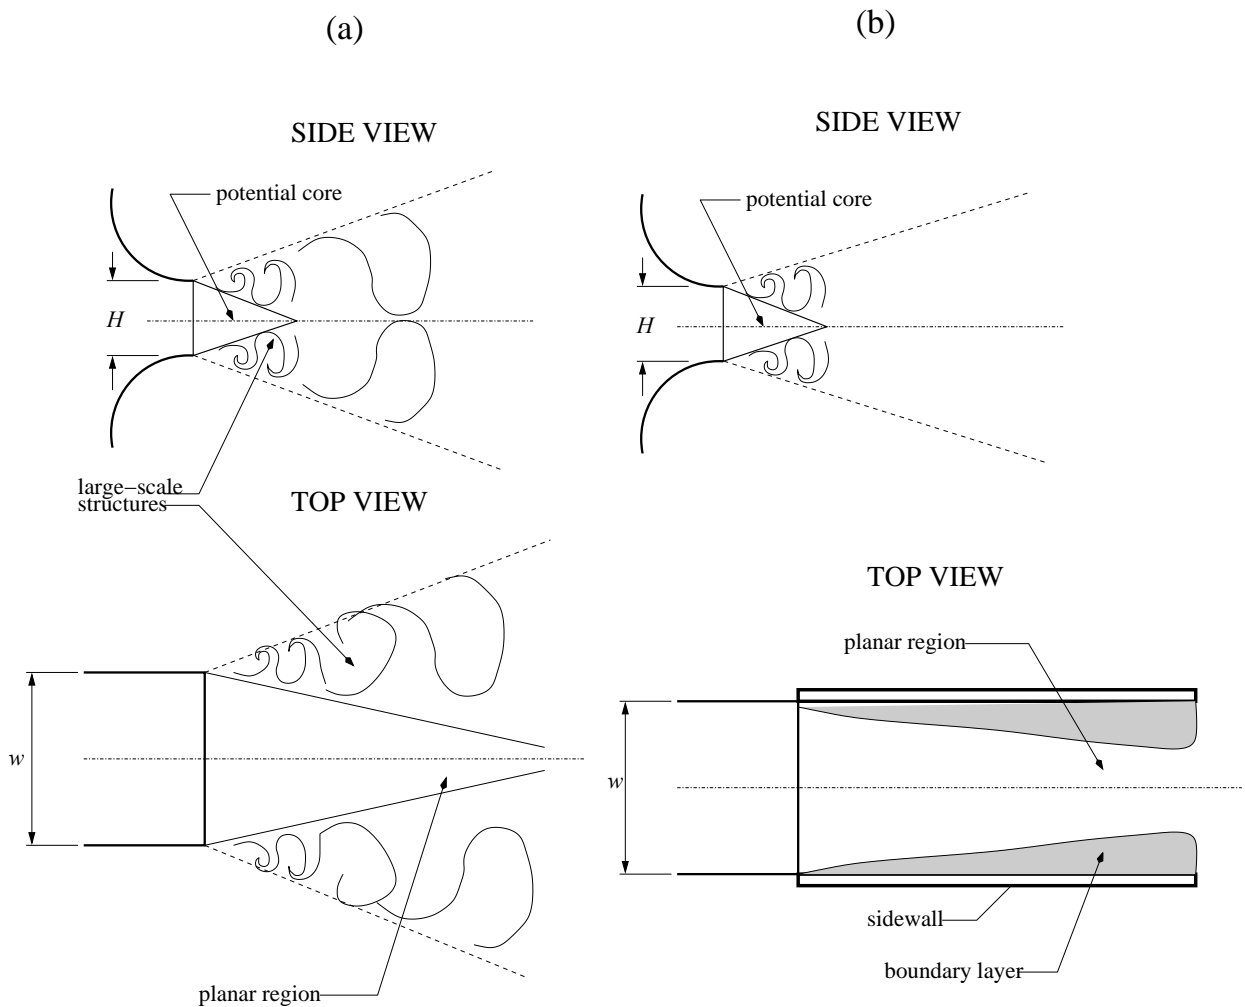 (a)
SIDE VIEW
potential core
H
large−scale
structures
TOP VIEW
w
planar region
(b)
SIDE VIEW
potential core
H
TOP VIEW
planar region
w
sidewall
boundary layer